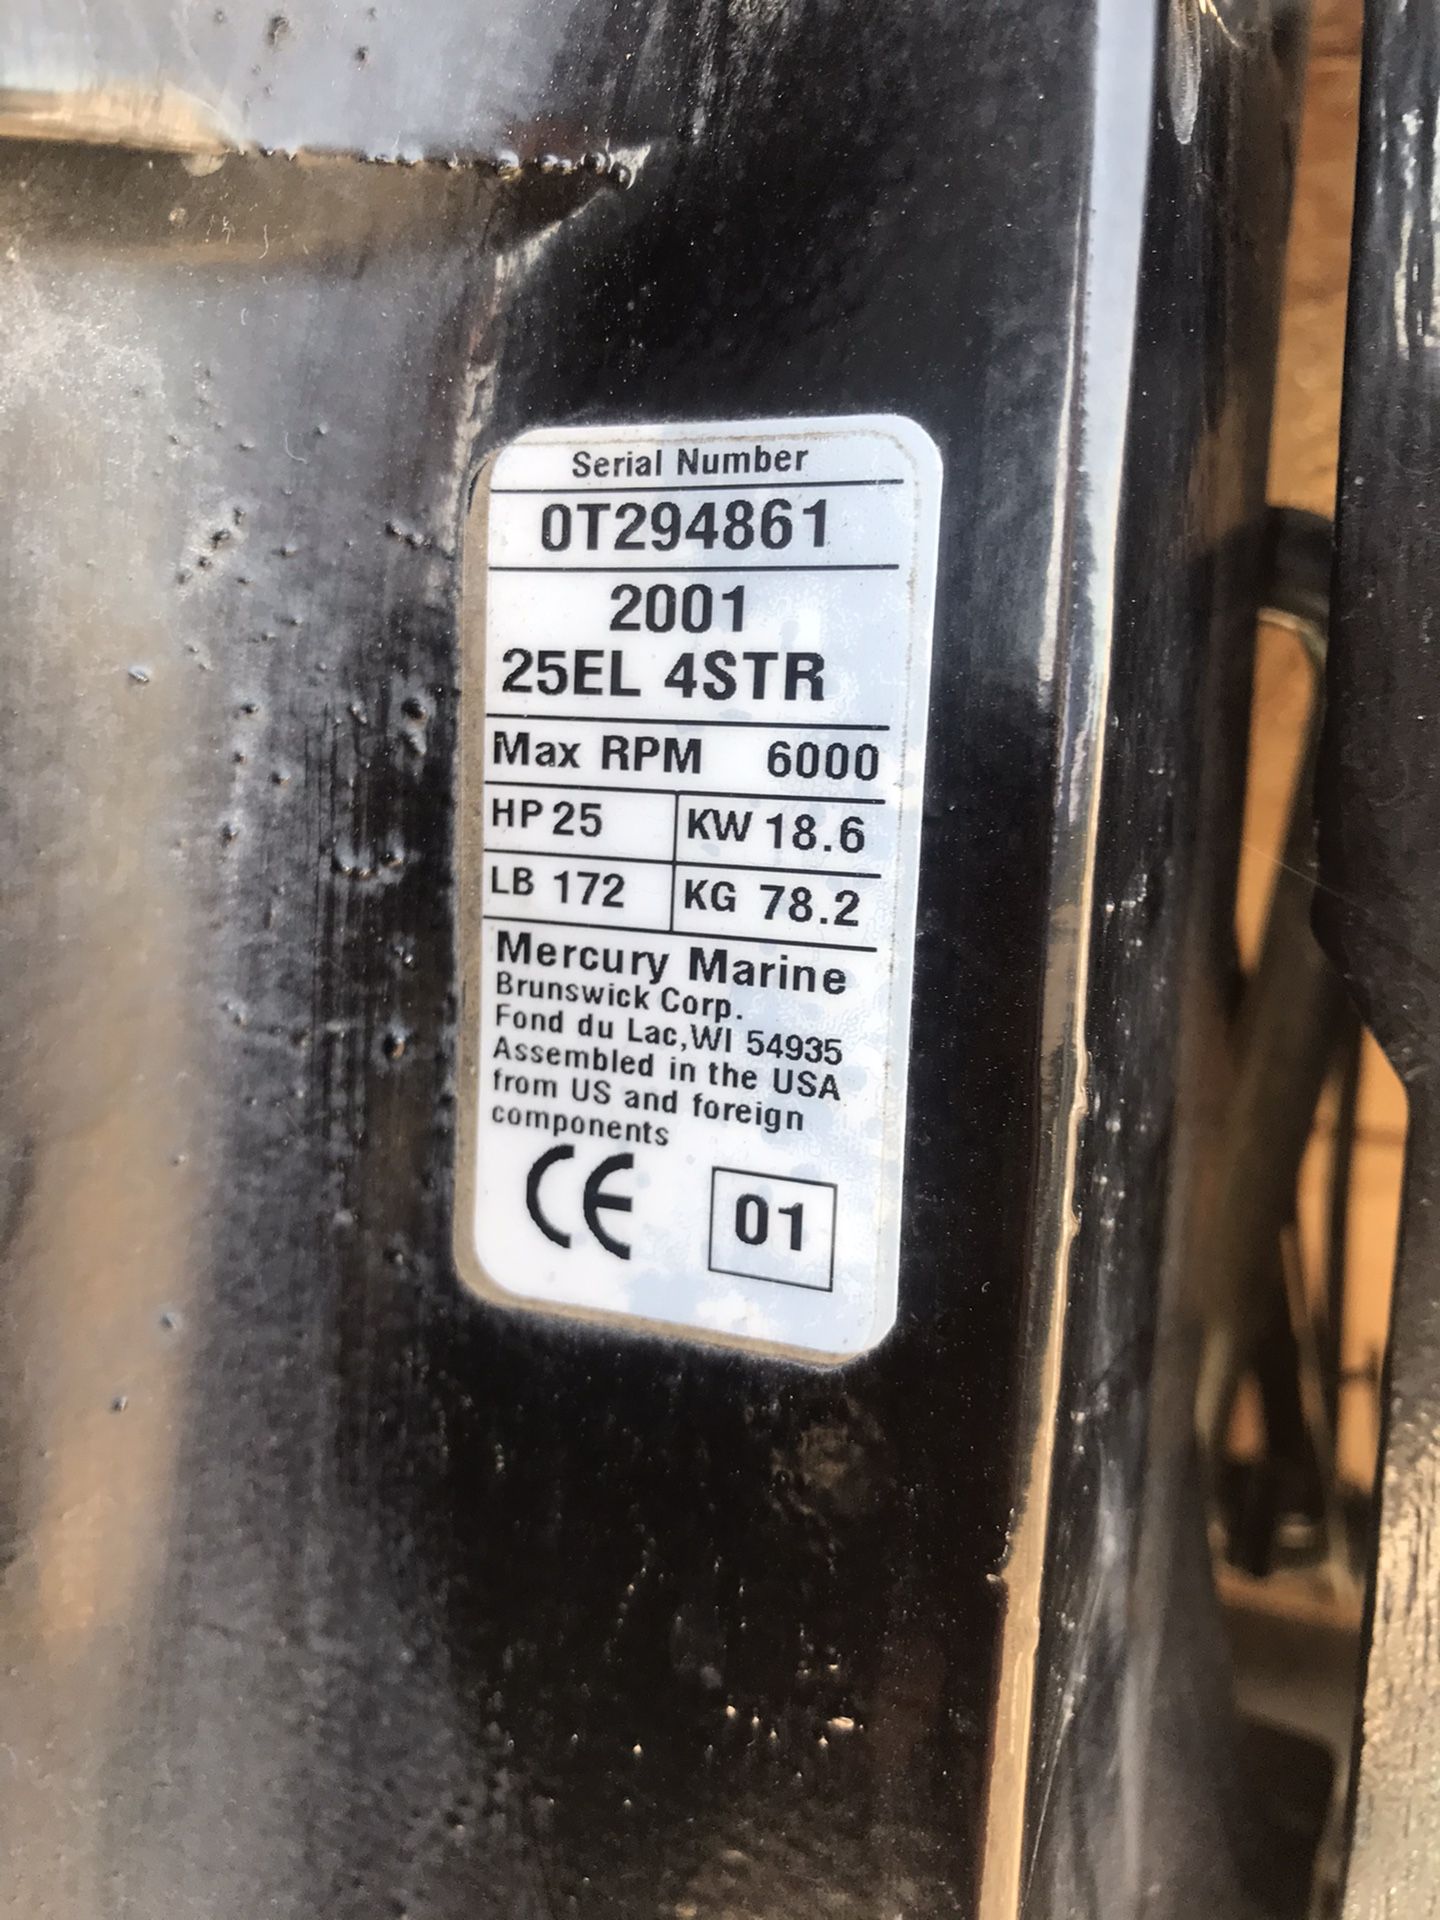 Serial Number
0T294861
2001
25EL 4STR
Max RPM 6000
HP 25 KW 18.6
LB 172 KG 78.2
Mercury Marine
Brunswick Corp.
Fond du Lac, WI 54935
Assembled in the USA
from US and foreign
components
CE 01